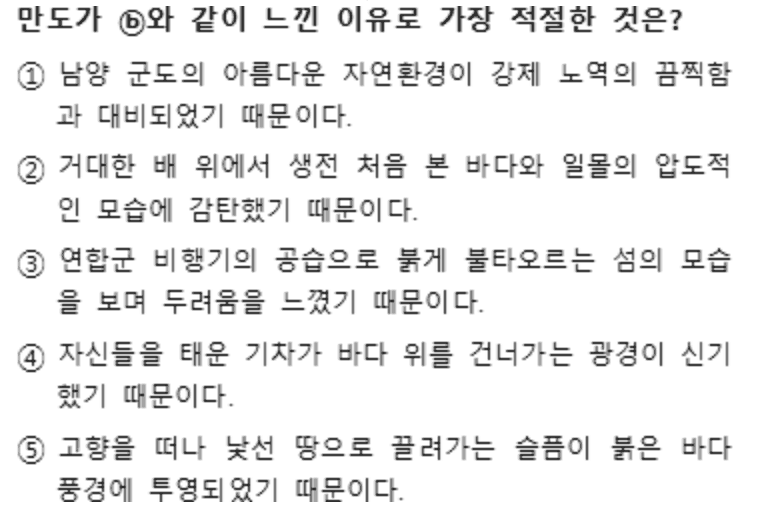 만도가 ⓑ와 같이 느낀 이유로 가장 적절한 것은?
① 남양 군도의 아름다운 자연환경이 강제 노역의 끔찍함
과 대비되었기 때문이다.
② 거대한 배 위에서 생전 처음 본 바다와 일몰의 압도적
인 모습에 감탄했기 때문이다.
③ 연합군 비행기의 공습으로 붉게 불타오르는 섬의 모습
을 보며 두려움을 느꼈기 때문이다.
④ 자신들을 태운 기차가 바다 위를 건너가는 광경이 신기
했기 때문이다.
⑤ 고향을 떠나 낯선 땅으로 끌려가는 슬픔이 붉은 바다
풍경에 투영되었기 때문이다.